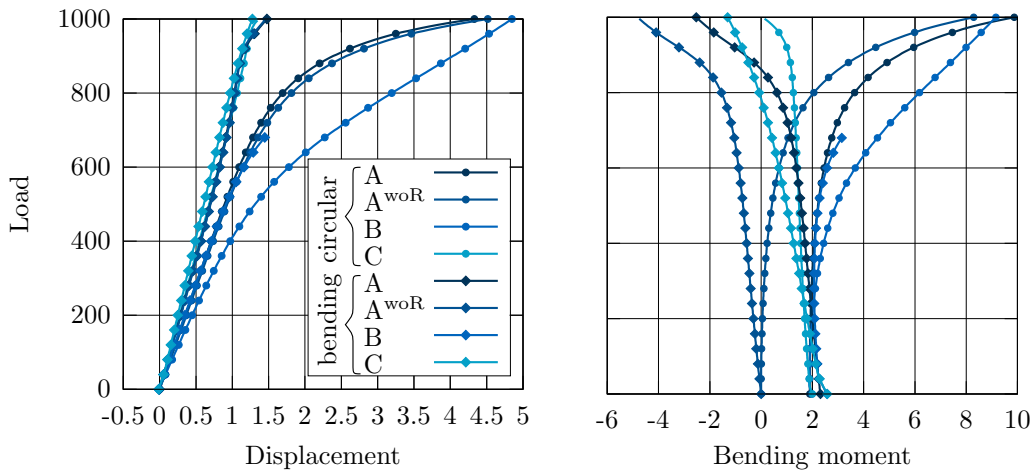 1000
800
600
400
200
0
Load
-0.5 0 0.5 1 1.5 2 2.5 3 3.5 4 4.5 5
Displacement
circular
A
A^woR
B
C
bending
A
A^woR
B
C
-6 -4 -2 0 2 4 6 8 10
Bending moment